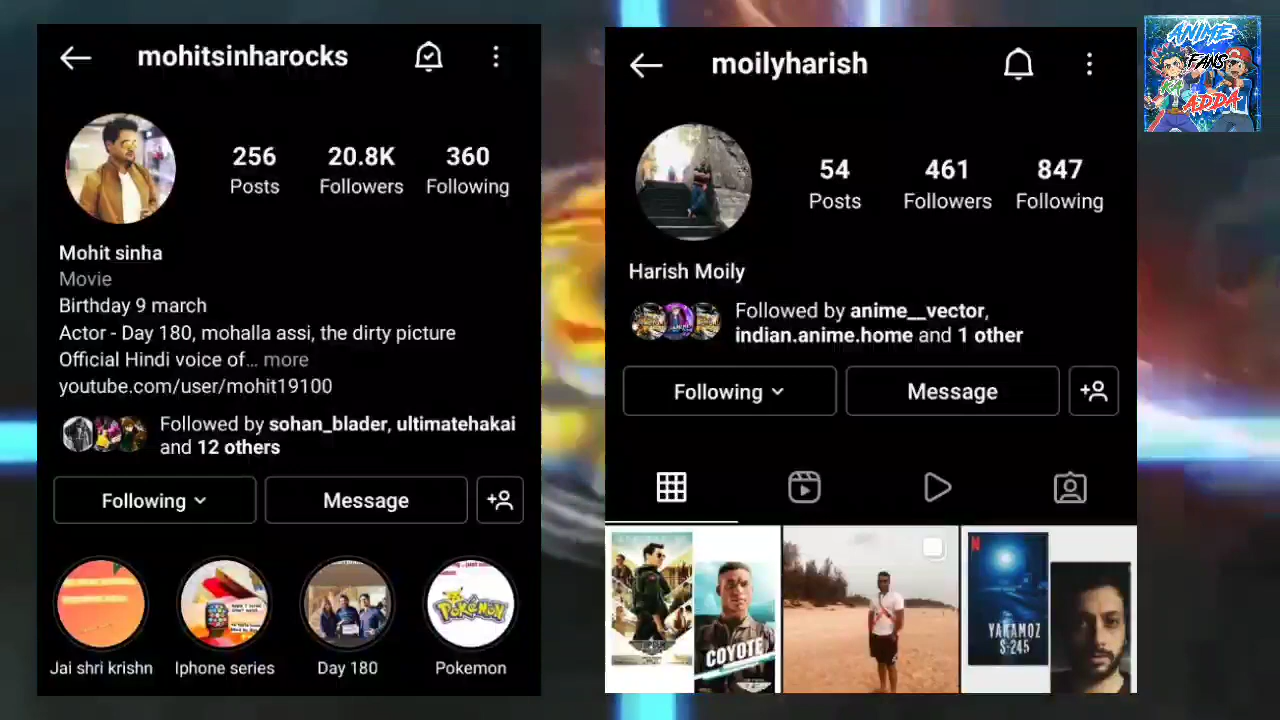 mohitsinharocks
256
Posts
20.8K
Followers
360
Following
Mohit sinha
Movie
Birthday 9 march
Actor - Day 180, mohalla assi, the dirty picture
Official Hindi voice of... more
youtube.com/user/mohit19100
Followed by sohan_blader, ultimatehakai
and 12 others
Following
Message
Jai shri krishn
Iphone series
Day 180
POKéMON
Pokemon
moilyharish
54
Posts
461
Followers
847
Following
Harish Moily
Followed by anime__vector,
indian.anime.home and 1 other
Following
Message
COYOTE
N
YAKAMOZ
S-245
ANIME
FANS
KA
ADDA